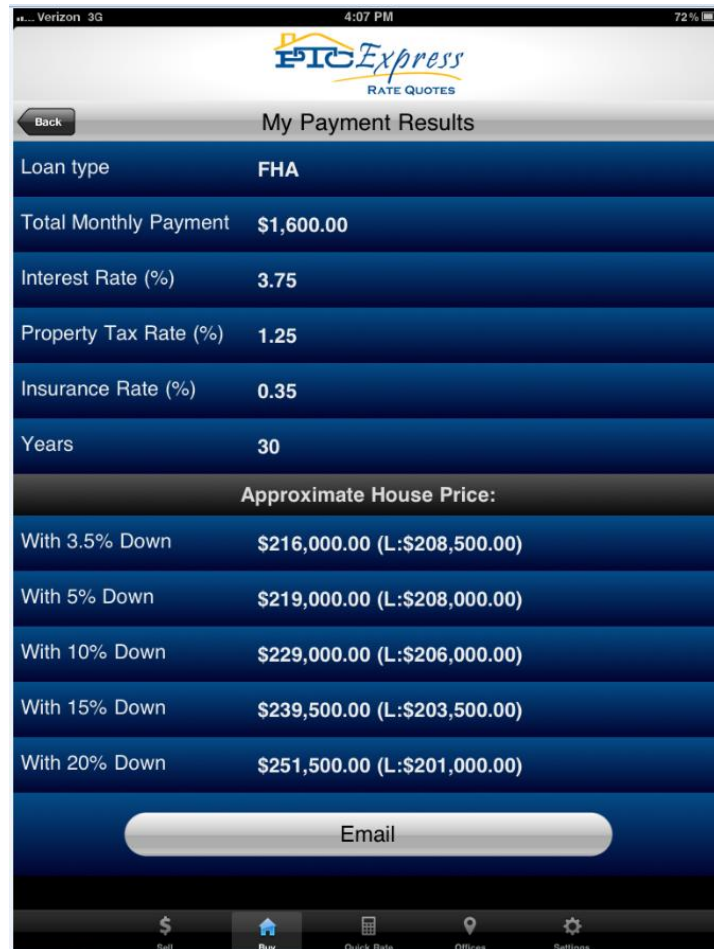 Verizon 3G 4:07 PM 72%
PTC Express
RATE QUOTES
Back My Payment Results
Loan type FHA
Total Monthly Payment $1,600.00
Interest Rate (%) 3.75
Property Tax Rate (%) 1.25
Insurance Rate (%) 0.35
Years 30
Approximate House Price:
With 3.5% Down $216,000.00 (L:$208,500.00)
With 5% Down $219,000.00 (L:$208,000.00)
With 10% Down $229,000.00 (L:$206,000.00)
With 15% Down $239,500.00 (L:$203,500.00)
With 20% Down $251,500.00 (L:$201,000.00)
Email
Sell Buy Quick Rate Offices Settings